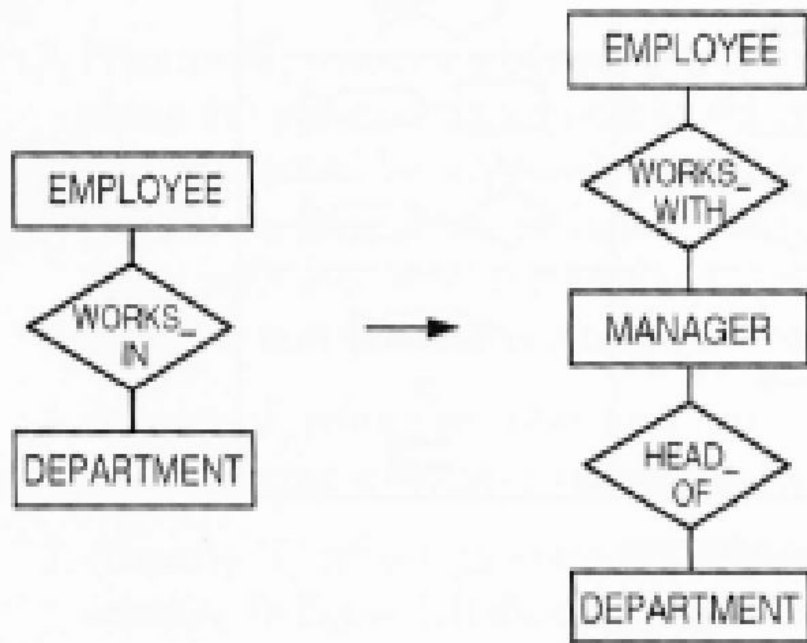 EMPLOYEE
WORKS_
IN
DEPARTMENT
EMPLOYEE
WORKS_
WITH
MANAGER
HEAD_
OF
DEPARTMENT